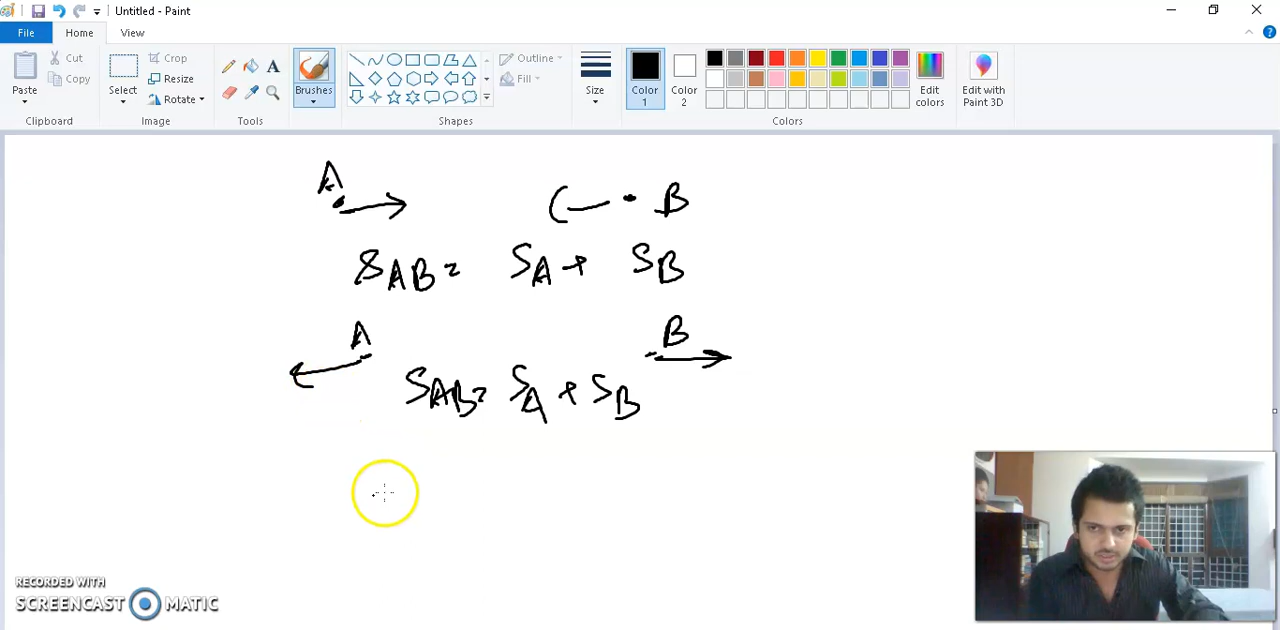 Untitled - Paint
File Home View
Paste Cut Copy Select Crop Resize Rotate A Brushes Outline Fill Size Color 1 Color 2 Edit colors Edit with Paint 3D
Clipboard Image Tools Shapes Colors
A B
SAB = SA + SB
A B
SAB = SA + SB
RECORDED WITH
SCREENCAST MATIC